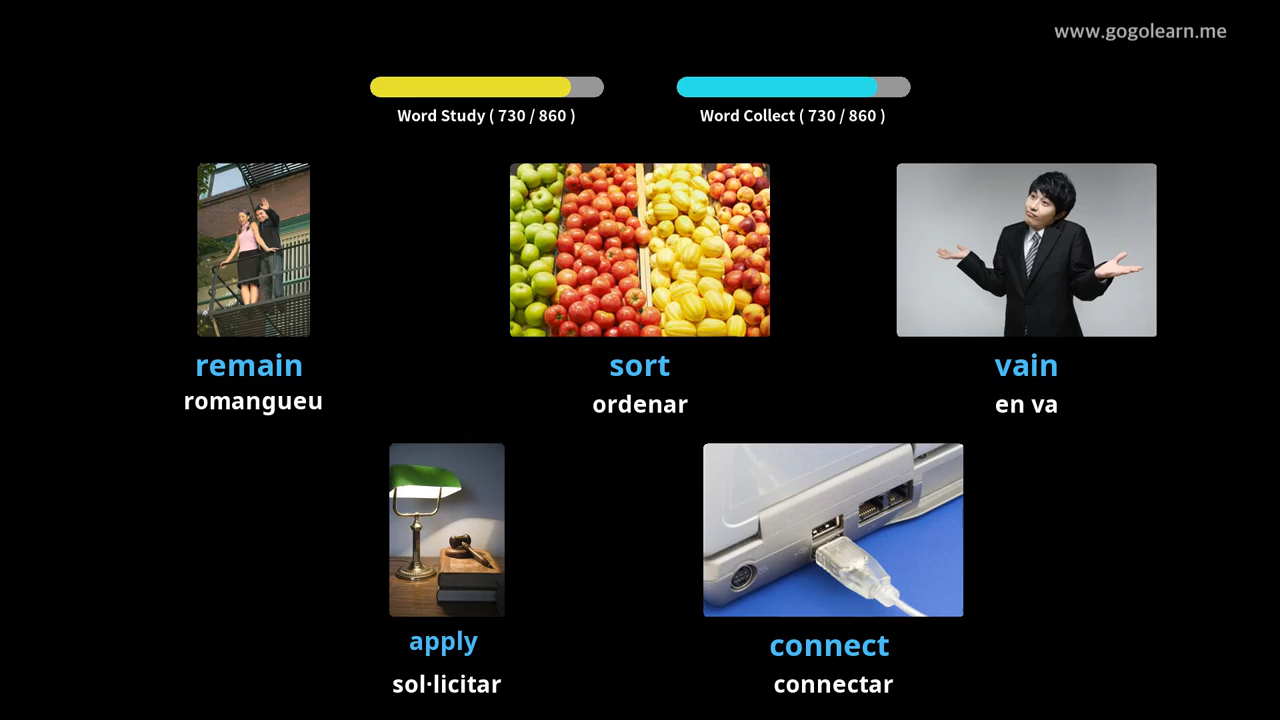 www.gogolearn.me
Word Study ( 730 / 860 )
Word Collect ( 730 / 860 )
remain
romangueu
sort
ordenar
vain
en va
apply
sol·licitar
connect
connectar